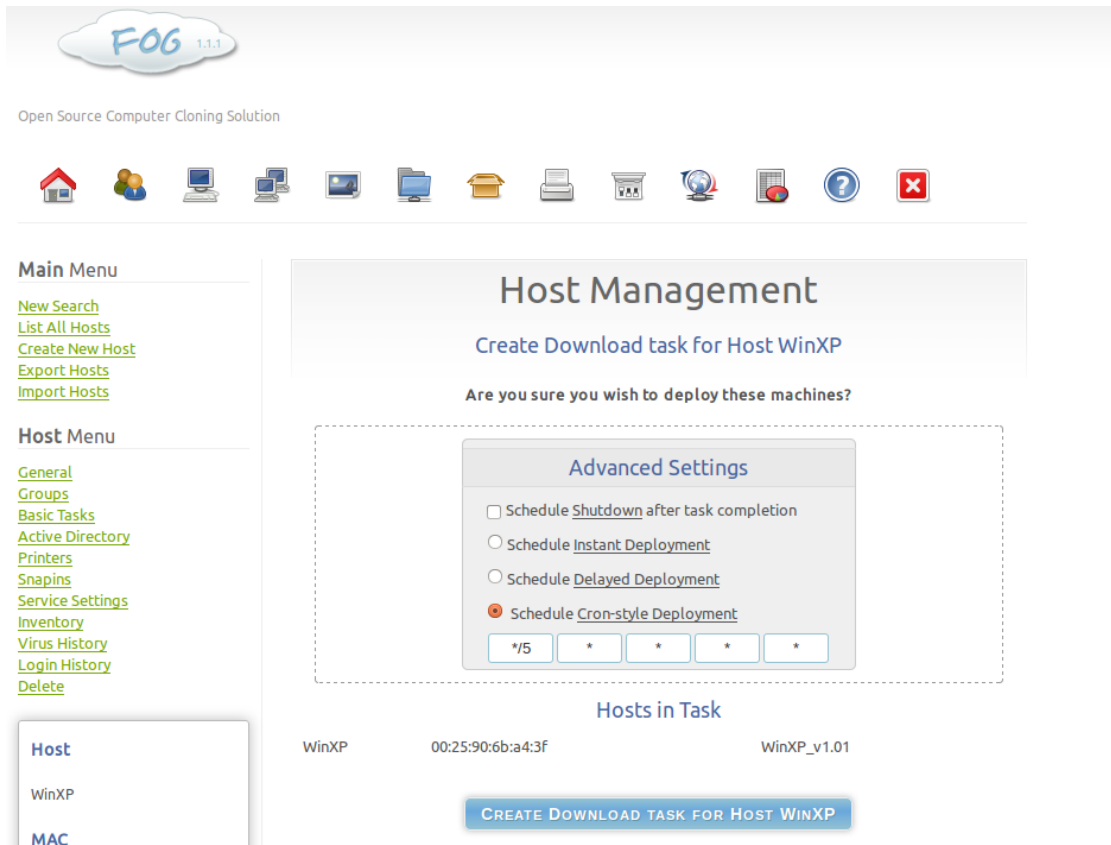 FOG 1.1.1
Open Source Computer Cloning Solution
Main Menu
New Search
List All Hosts
Create New Host
Export Hosts
Import Hosts
Host Menu
General
Groups
Basic Tasks
Active Directory
Printers
Snapins
Service Settings
Inventory
Virus History
Login History
Delete
Host
WinXP
MAC
Host Management
Create Download task for Host WinXP
Are you sure you wish to deploy these machines?
Advanced Settings
Schedule Shutdown after task completion
Schedule Instant Deployment
Schedule Delayed Deployment
Schedule Cron-style Deployment
*/5 * * * *
Hosts in Task
WinXP 00:25:90:6b:a4:3f WinXP_v1.01
Create Download task for Host WinXP